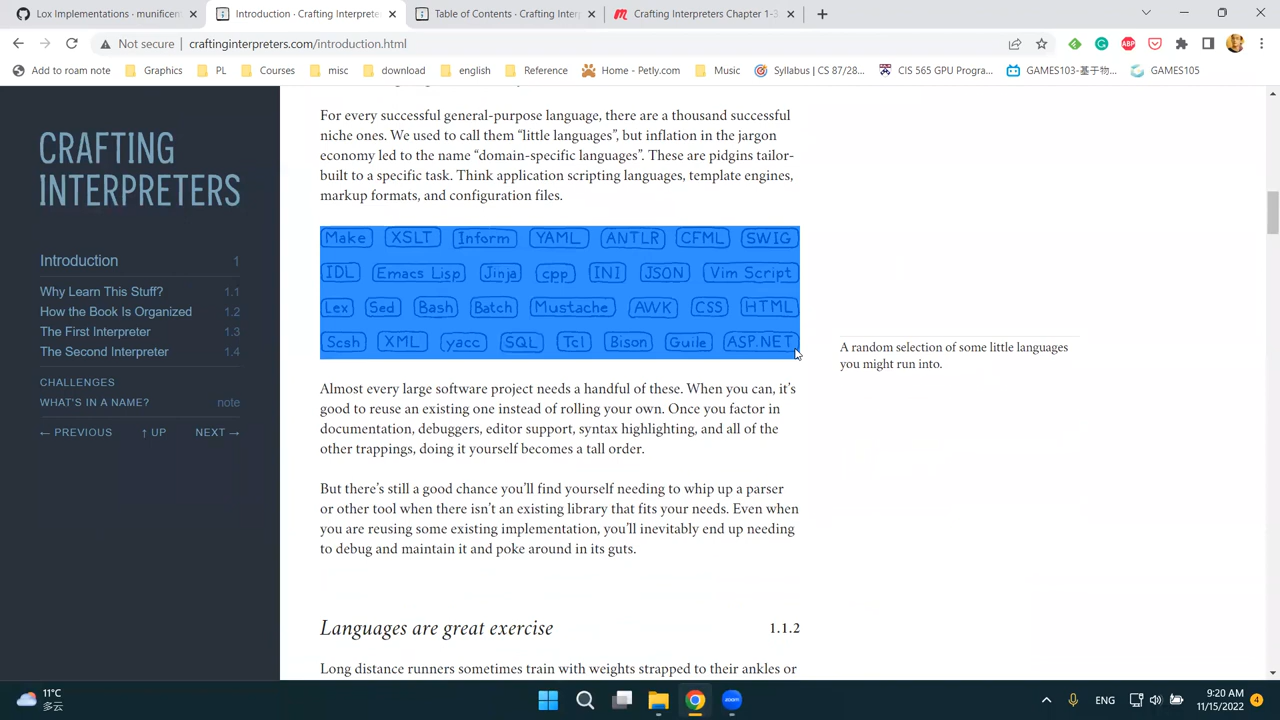 Lox Implementations · munificen
Introduction · Crafting Interprete
Table of Contents · Crafting Inter
Crafting Interpreters Chapter 1-3
Not secure
craftinginterpreters.com/introduction.html
Add to roam note
Graphics
PL
Courses
misc
download
english
Reference
Home - Petly.com
Music
Syllabus | CS 87/28...
CIS 565 GPU Progra...
GAMES103-基于物...
GAMES105
CRAFTING
INTERPRETERS
Introduction 1
Why Learn This Stuff? 1.1
How the Book Is Organized 1.2
The First Interpreter 1.3
The Second Interpreter 1.4
CHALLENGES
WHAT'S IN A NAME? note
← PREVIOUS ↑ UP NEXT →
For every successful general-purpose language, there are a thousand successful
niche ones. We used to call them “little languages”, but inflation in the jargon
economy led to the name “domain-specific languages”. These are pidgins tailor-
built to a specific task. Think application scripting languages, template engines,
markup formats, and configuration files.
Make XSLT Inform YAML ANTLR CFML SWIG
IDL Emacs Lisp Jinja cpp INI JSON Vim Script
Lex Sed Bash Batch Mustache AWK CSS HTML
Scsh XML yacc SQL Tcl Bison Guile ASP.NET
A random selection of some little languages
you might run into.
Almost every large software project needs a handful of these. When you can, it’s
good to reuse an existing one instead of rolling your own. Once you factor in
documentation, debuggers, editor support, syntax highlighting, and all of the
other trappings, doing it yourself becomes a tall order.
But there’s still a good chance you’ll find yourself needing to whip up a parser
or other tool when there isn’t an existing library that fits your needs. Even when
you are reusing some existing implementation, you’ll inevitably end up needing
to debug and maintain it and poke around in its guts.
Languages are great exercise 1.1.2
Long distance runners sometimes train with weights strapped to their ankles or
11°C
多云
zoom
ENG
9:20 AM
11/15/2022
4